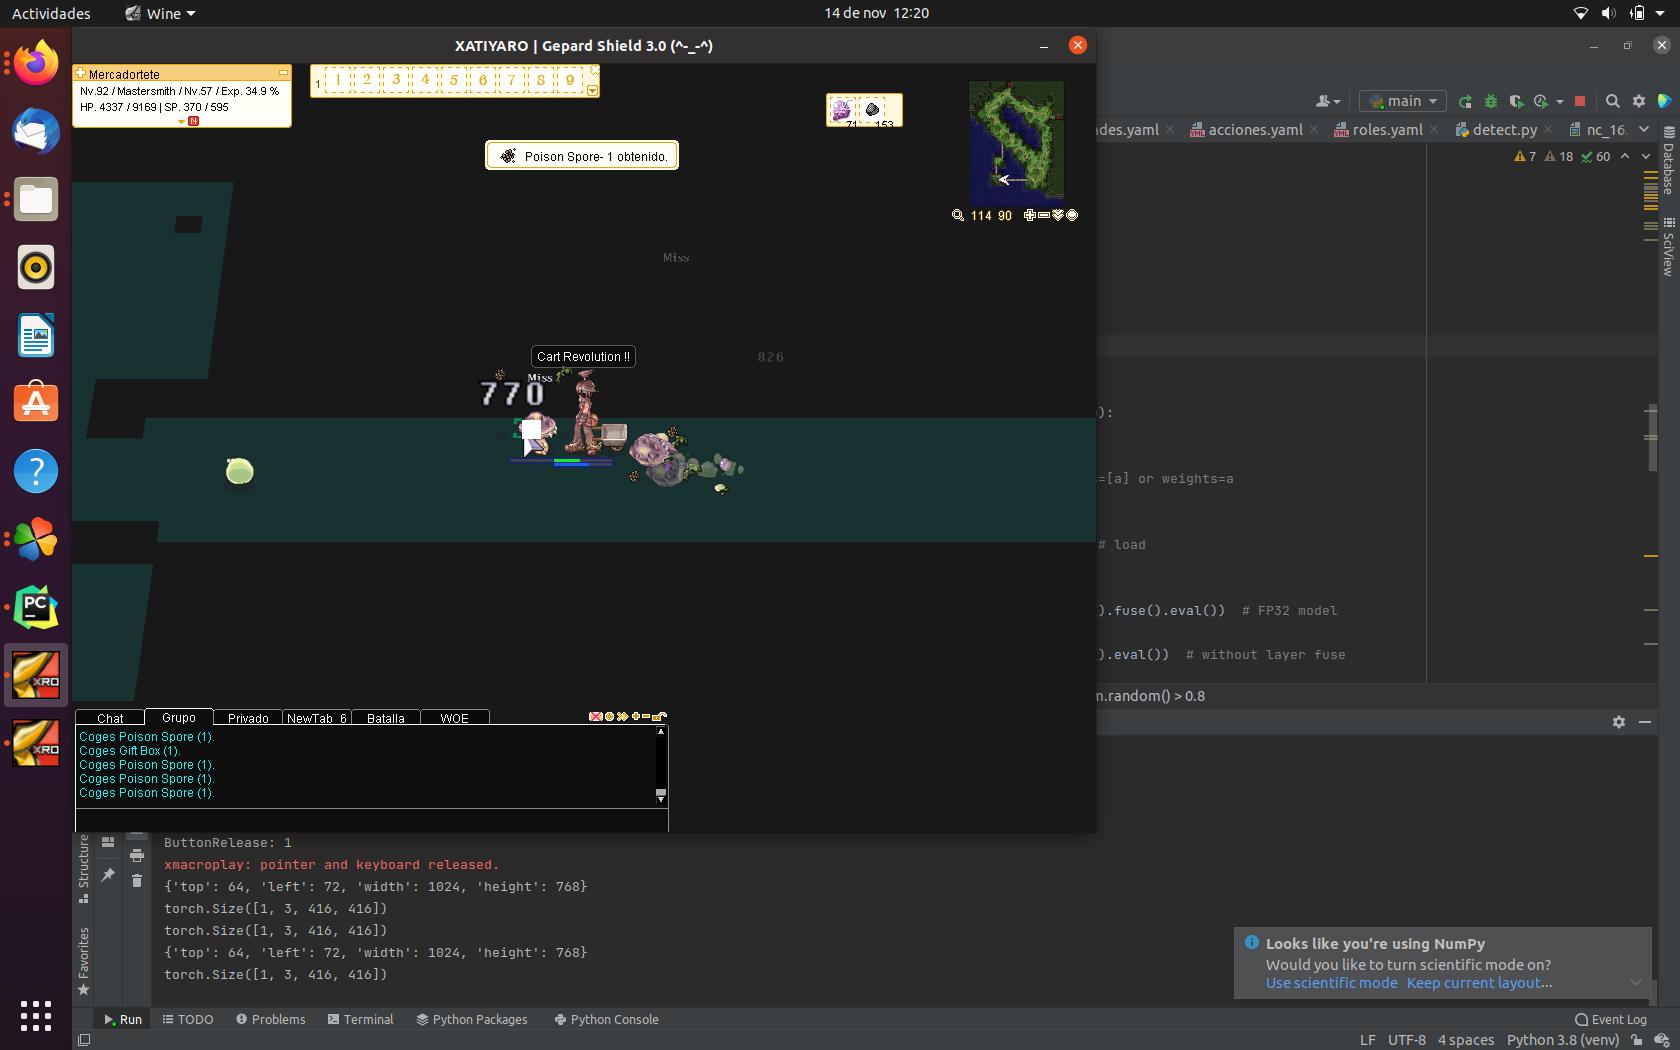 Actividades
Wine
14 de nov 12:20
XATIYARO | Gepard Shield 3.0 (^-_-^)
Mercadortete
Nv.92 / Mastersmith / Nv.57 / Exp. 34.9 %
HP. 4337 / 9169 | SP. 370 / 595
N
1 1 2 3 4 5 6 7 8 9
71 153
Poison Spore- 1 obtenido.
114 90
main
des.yaml
acciones.yaml
roles.yaml
detect.py
nc_16.
7 18 60
Database
SciView
Miss
826
Cart Revolution !!
Miss
770
):
=[a] or weights=a
# load
).fuse().eval()) # FP32 model
).eval()) # without layer fuse
m.random() > 0.8
PC
XRO
XRO
Chat Grupo Privado NewTab_6 Batalla WOE
Coges Poison Spore (1).
Coges Gift Box (1).
Coges Poison Spore (1).
Coges Poison Spore (1).
Coges Poison Spore (1).
Structure
Favorites
ButtonRelease: 1
xmacroplay: pointer and keyboard released.
{'top': 64, 'left': 72, 'width': 1024, 'height': 768}
torch.Size([1, 3, 416, 416])
torch.Size([1, 3, 416, 416])
{'top': 64, 'left': 72, 'width': 1024, 'height': 768}
torch.Size([1, 3, 416, 416])
Looks like you're using NumPy
Would you like to turn scientific mode on?
Use scientific mode Keep current layout...
Run TODO Problems Terminal Python Packages Python Console
Event Log
LF UTF-8 4 spaces Python 3.8 (venv)